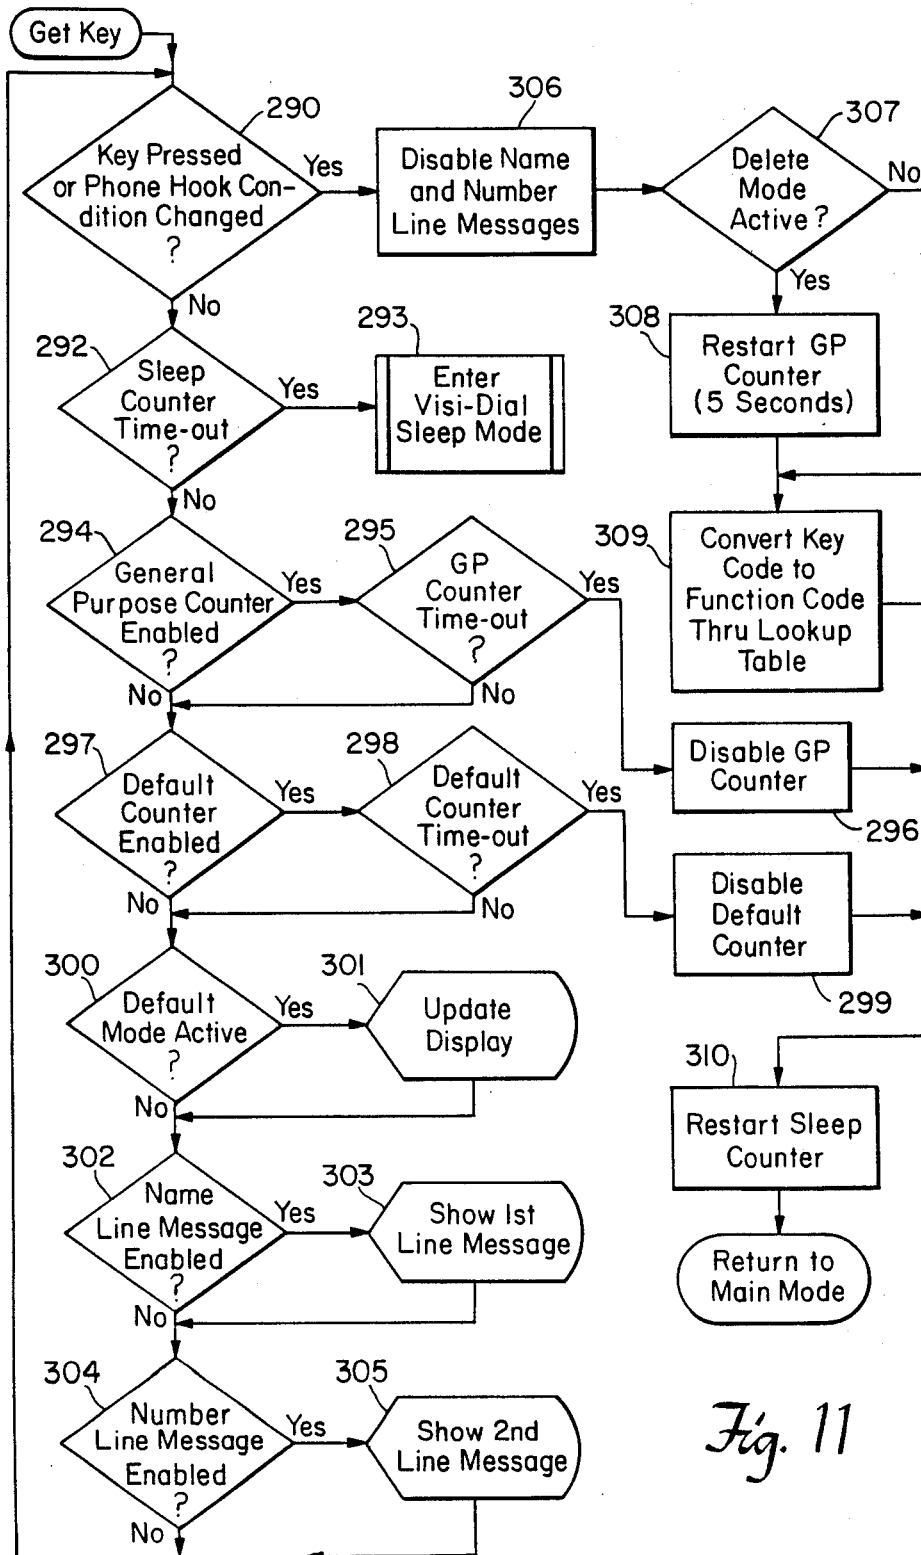 Get Key
290
Key Pressed
or Phone Hook Con-
dition Changed
?
Yes
No
306
Disable Name
and Number
Line Messages
307
Delete
Mode
Active?
No
Yes
292
Sleep
Counter
Time-out
?
Yes
No
293
Enter
Visi-Dial
Sleep Mode
308
Restart GP
Counter
(5 Seconds)
294
General
Purpose Counter
Enabled
?
Yes
No
295
GP
Counter
Time-out
?
Yes
No
309
Convert Key
Code to
Function Code
Thru Lookup
Table
297
Default
Counter
Enabled
?
Yes
No
298
Default
Counter
Time-out
?
Yes
No
Disable GP
Counter
296
Disable
Default
Counter
299
300
Default
Mode Active
?
Yes
No
301
Update
Display
310
Restart Sleep
Counter
302
Name
Line Message
Enabled
?
Yes
No
303
Show 1st
Line Message
Return to
Main Mode
304
Number
Line Message
Enabled
?
Yes
No
305
Show 2nd
Line Message
Fig. 11